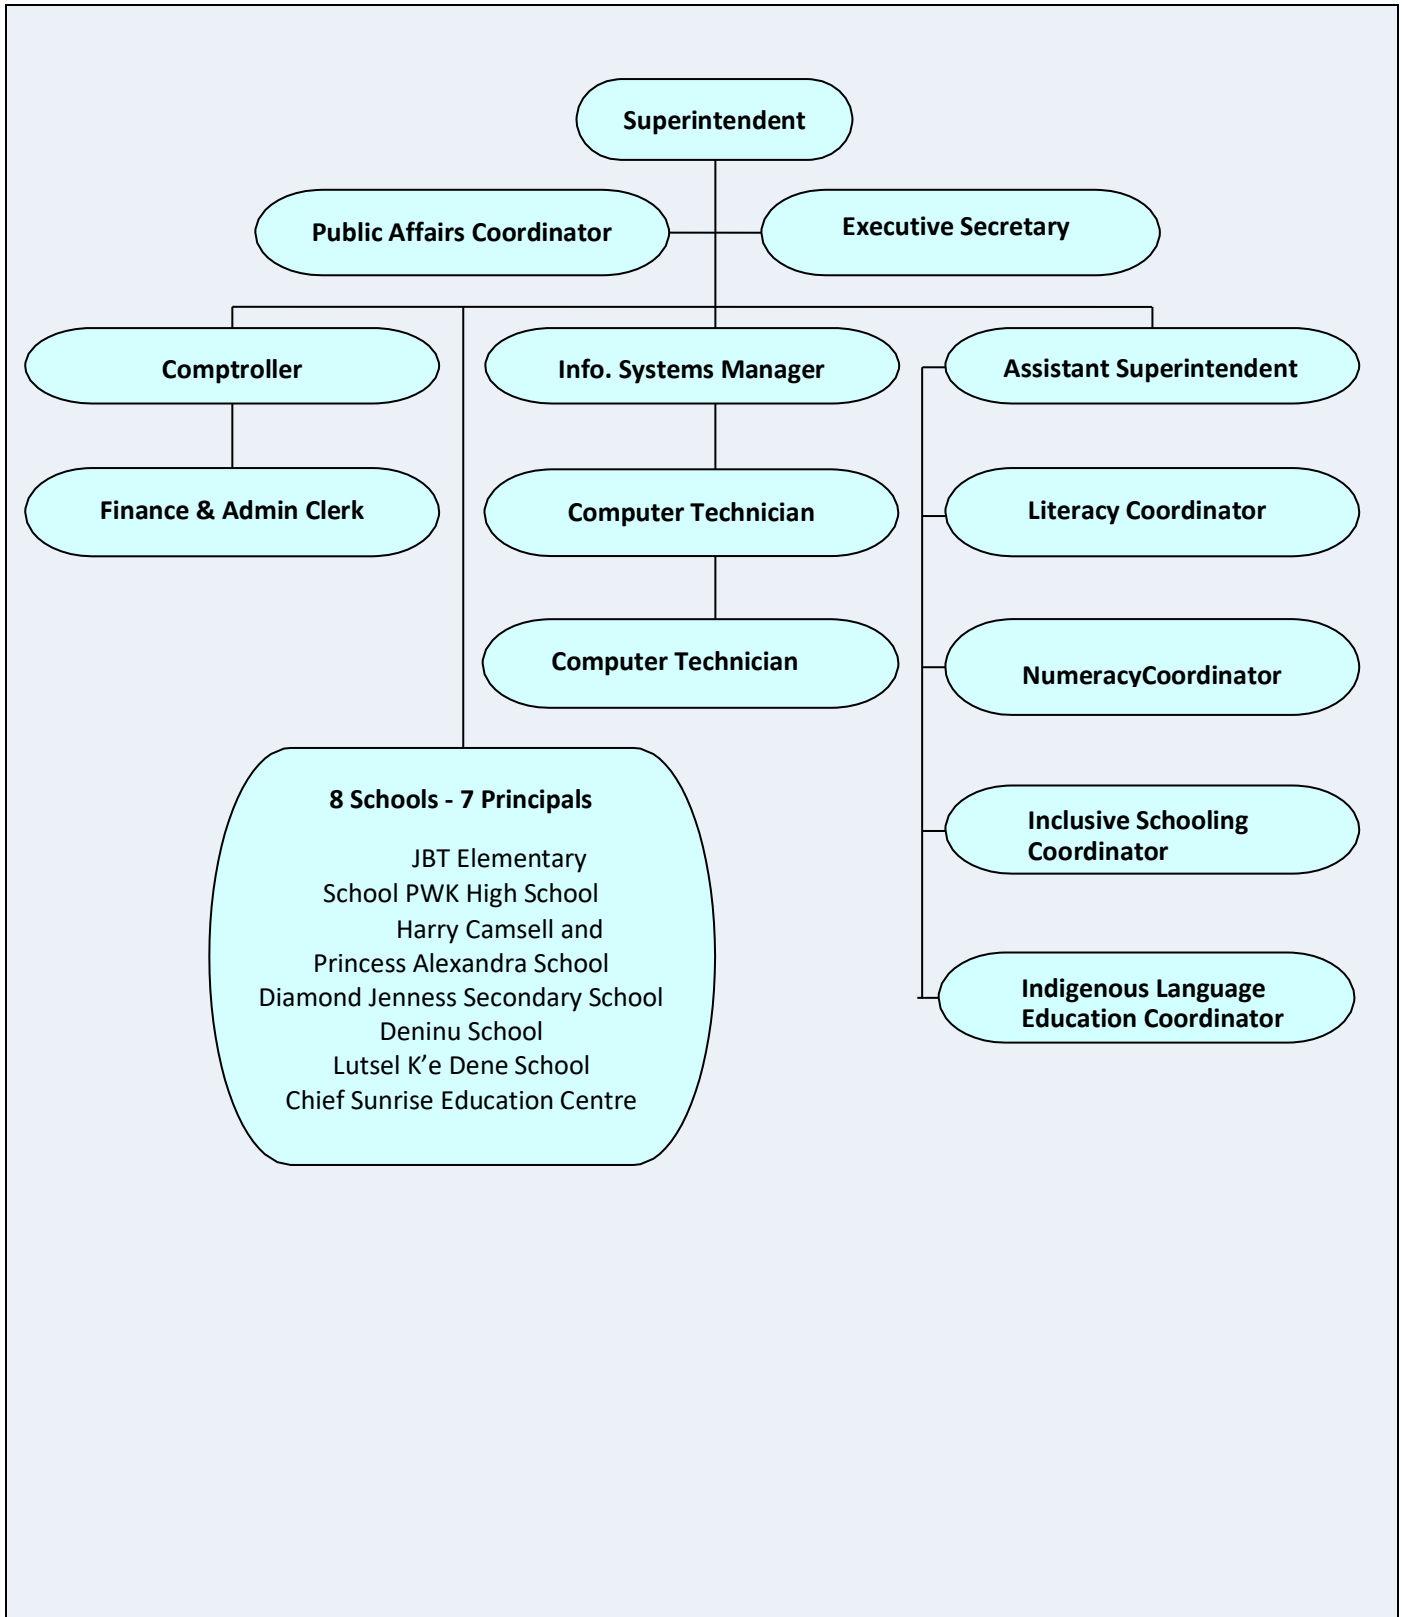 Superintendent
Public Affairs Coordinator
Executive Secretary
Comptroller
Info. Systems Manager
Assistant Superintendent
Finance & Admin Clerk
Computer Technician
Literacy Coordinator
Computer Technician
NumeracyCoordinator
8 Schools - 7 Principals
JBT Elementary
School PWK High School
Harry Camsell and
Princess Alexandra School
Diamond Jenness Secondary School
Deninu School
Lutsel K’e Dene School
Chief Sunrise Education Centre
Inclusive Schooling
Coordinator
Indigenous Language
Education Coordinator